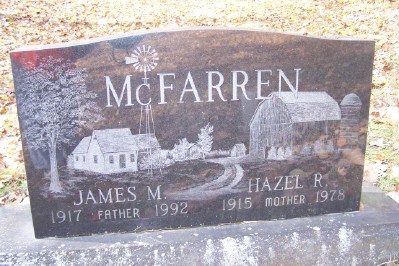 McFARREN
JAMES M. HAZEL R.
1917 FATHER 1992 1915 MOTHER 1978